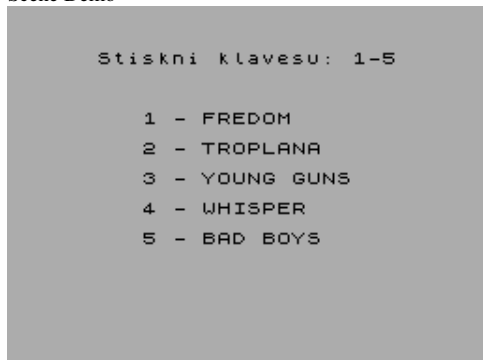 Stiskni klavesu: 1-5
1 - FREDOM
2 - TROPLANA
3 - YOUNG GUNS
4 - WHISPER
5 - BAD BOYS